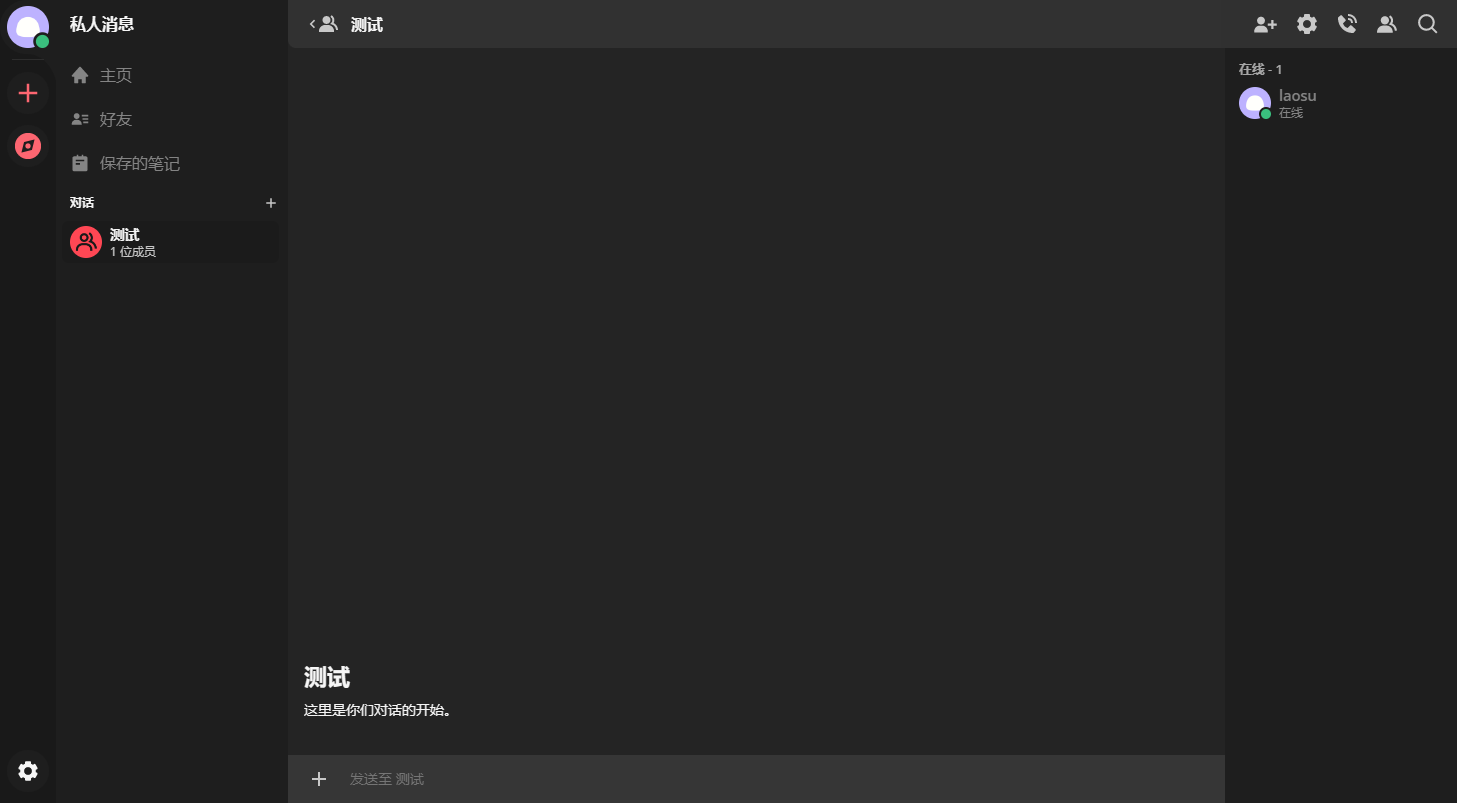 私人消息
主页
好友
保存的笔记
对话
测试
1 位成员
测试
测试
这里是你们对话的开始。
发送至 测试
在线 - 1
laosu
在线